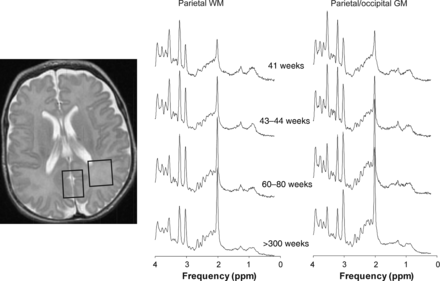 Parietal WM
Parietal/occipital GM
41 weeks
43–44 weeks
60–80 weeks
>300 weeks
4 3 2 1 0
4 3 2 1 0
Frequency (ppm)
Frequency (ppm)